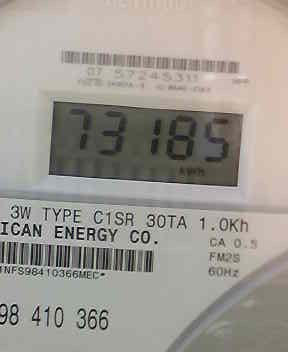 07 57245311
73185
kWh
3W TYPE C1SR 30TA 1.0Kh
ICAN ENERGY CO.
CA 0.5
FM2S
60Hz
1NFS98410366MEC*
98 410 366